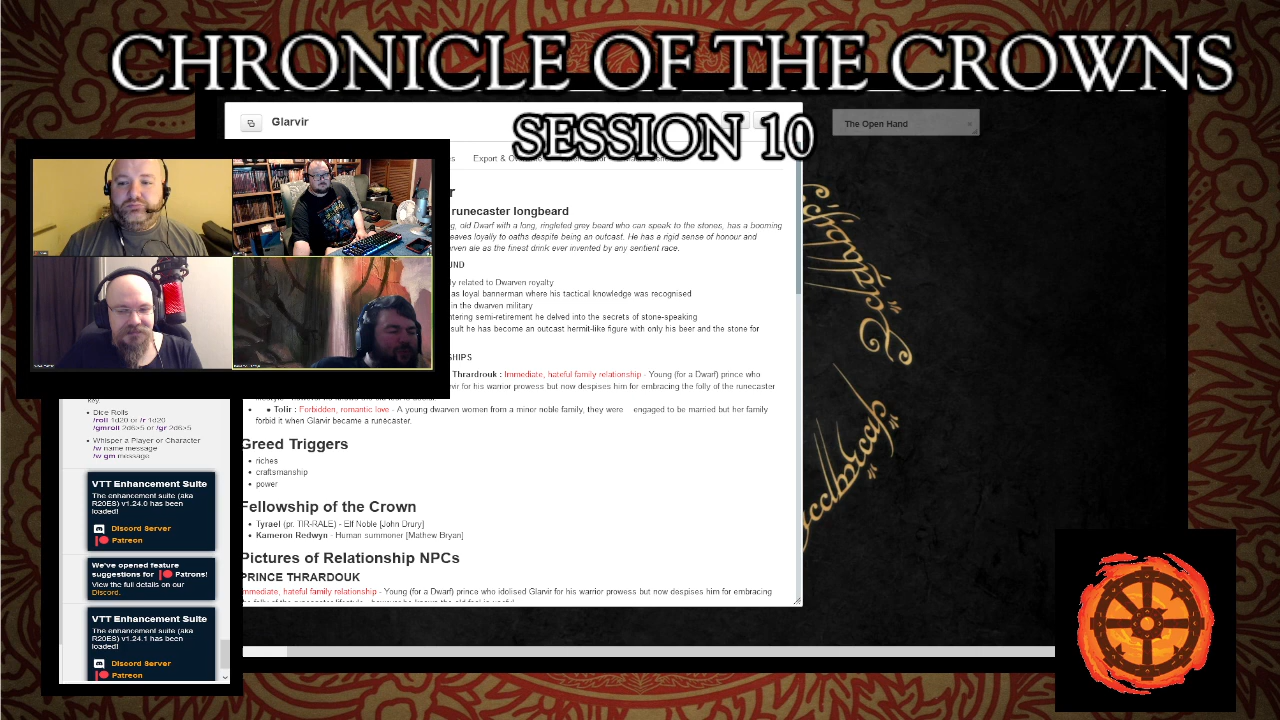 CHRONICLE OF THE CROWNS
SESSION 10
Glarvir
The Open Hand
Export &
runecaster longbeard
old Dwarf with a long, ringleted grey beard who can speak to the stones, has a booming
loyally to oaths despite being an outcast. He has a rigid sense of honour and
ale as the finest drink ever invented by any sentient race.
related to Dwarven royalty
as loyal bannerman where his tactical knowledge was recognised
in the dwarven military
semi-retirement he delved into the secrets of stone-speaking
he has become an outcast hermit-like figure with only his beer and the stone for
Thrardrouk : Immediate, hateful family relationship - Young (for a Dwarf) prince who
for his warrior prowess but now despises him for embracing the folly of the runecaster
• • Tolir : Forbidden, romantic love - A young dwarven women from a minor noble family, they were engaged to be married but her family
forbid it when Glarvir became a runecaster.
Greed Triggers
• riches
• craftsmanship
• power
Fellowship of the Crown
• Tyrael (pr. TIR-RALE) - Elf Noble [John Drury]
• Kameron Redwyn - Human summoner [Mathew Bryan]
Pictures of Relationship NPCs
PRINCE THRARDOUK
Immediate, hateful family relationship - Young (for a Dwarf) prince who idolised Glarvir for his warrior prowess but now despises him for embracing
key.
• Dice Rolls
/roll 1d20 or /r 1d20
/gmroll 2d6>5 or /gr 2d6>5
• Whisper a Player or Character
/w name message
/w gm message
VTT Enhancement Suite
The enhancement suite (aka
R20ES) v1.24.0 has been
loaded!
Discord Server
Patreon
We've opened feature
suggestions for Patrons!
View the full details on our
Discord.
VTT Enhancement Suite
The enhancement suite (aka
R20ES) v1.24.1 has been
loaded!
Discord Server
Patreon